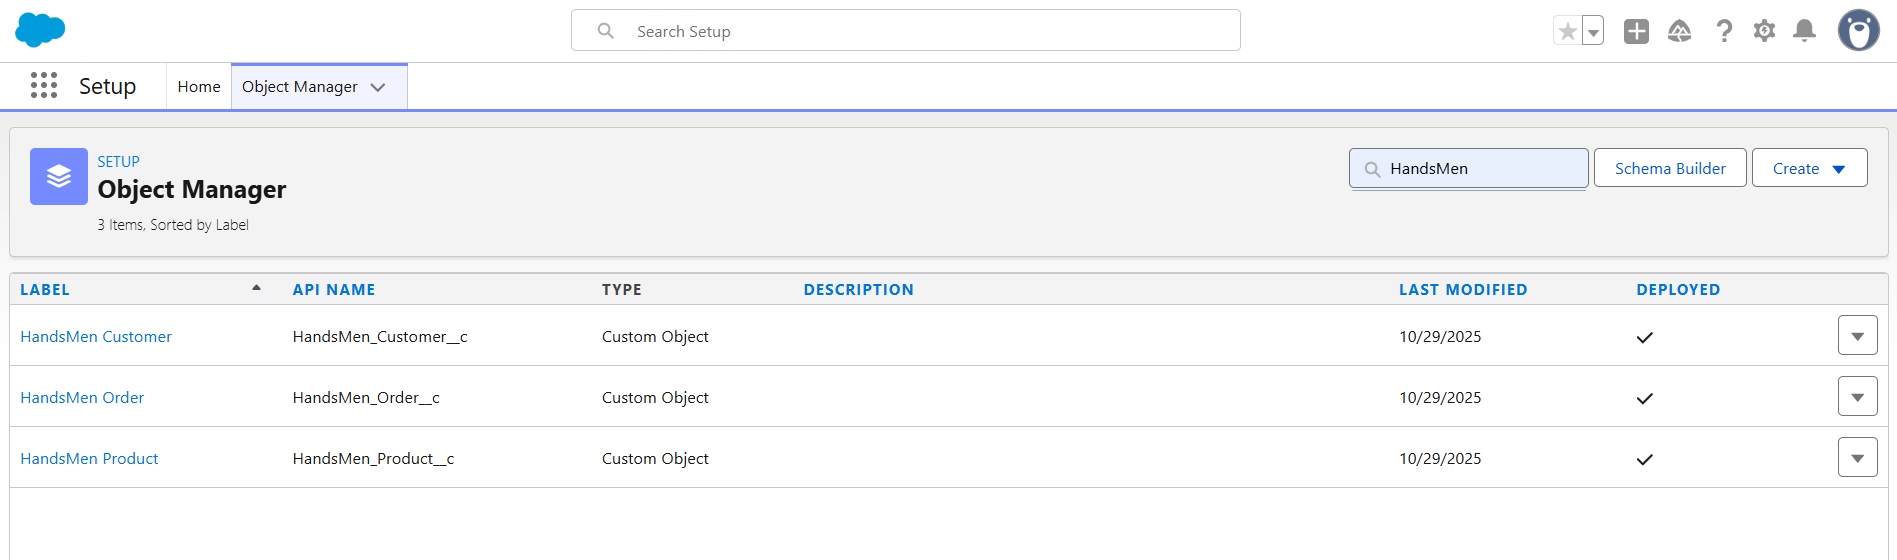 Search Setup
Setup
Home
Object Manager
SETUP
Object Manager
3 Items, Sorted by Label
HandsMen
Schema Builder
Create
LABEL API NAME TYPE DESCRIPTION LAST MODIFIED DEPLOYED
HandsMen Customer HandsMen_Customer__c Custom Object 10/29/2025
HandsMen Order HandsMen_Order__c Custom Object 10/29/2025
HandsMen Product HandsMen_Product__c Custom Object 10/29/2025